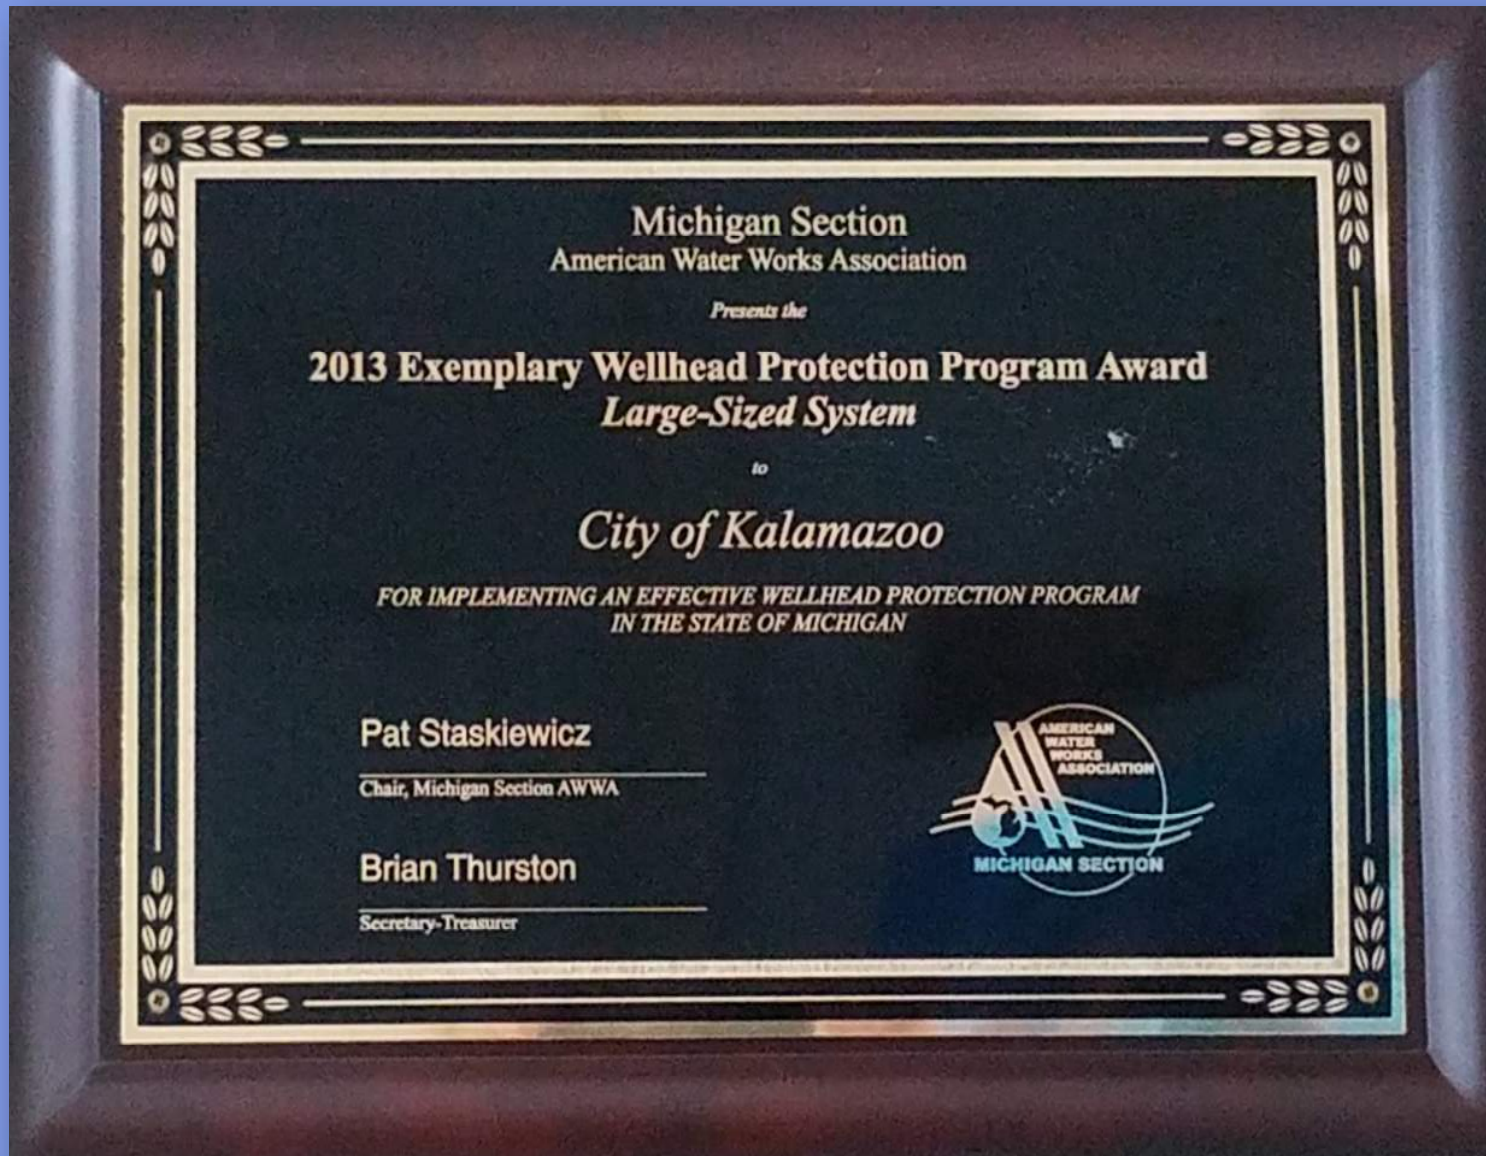 Michigan Section
American Water Works Association
Presents the
2013 Exemplary Wellhead Protection Program Award
Large-Sized System
to
City of Kalamazoo
FOR IMPLEMENTING AN EFFECTIVE WELLHEAD PROTECTION PROGRAM
IN THE STATE OF MICHIGAN
Pat Staskiewicz
Chair, Michigan Section AWWA
Brian Thurston
Secretary-Treasurer
AMERICAN
WATER
WORKS
ASSOCIATION
MICHIGAN SECTION